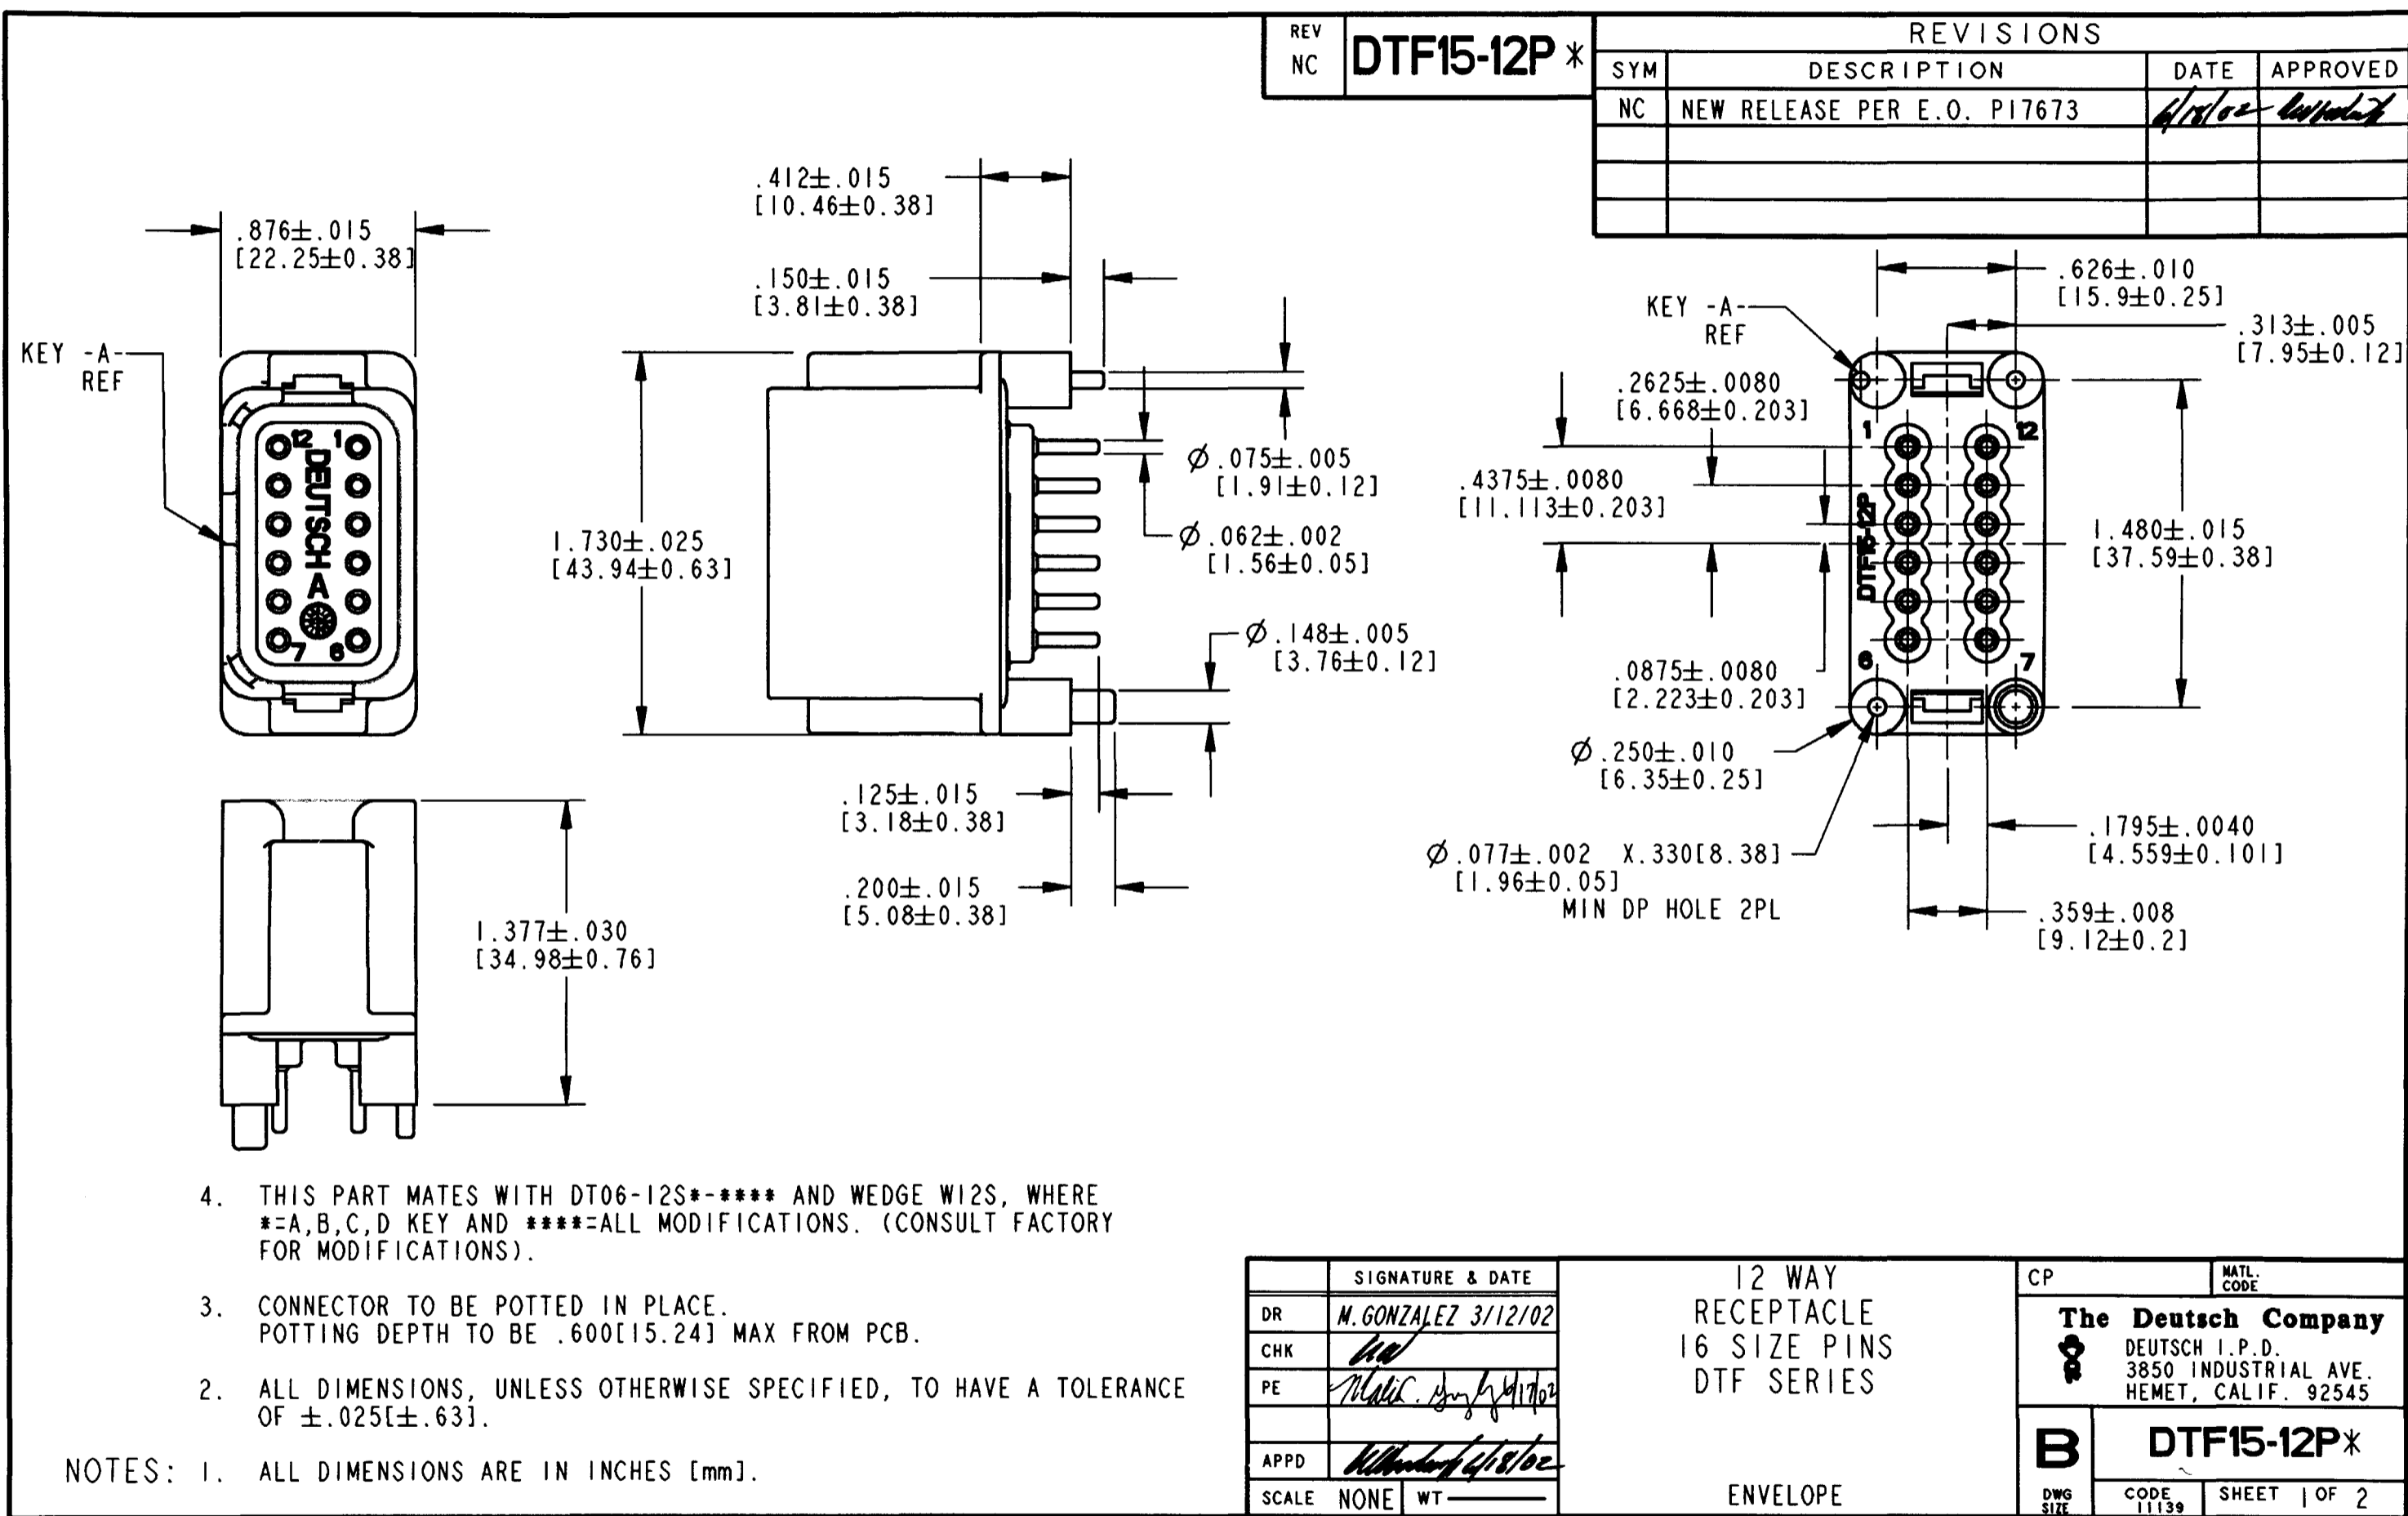 REV
NC
DTF15-12P*
REVISIONS
SYM DESCRIPTION DATE APPROVED
NC NEW RELEASE PER E.O. P17673 6/18/02
.876±.015
[22.25±0.38]
KEY -A-
REF
12 1
DEUTSCH
A
7 6
.412±.015
[10.46±0.38]
.150±.015
[3.81±0.38]
1.730±.025
[43.94±0.63]
Ø.075±.005
[1.91±0.12]
Ø.062±.002
[1.56±0.05]
Ø.148±.005
[3.76±0.12]
.125±.015
[3.18±0.38]
.200±.015
[5.08±0.38]
1.377±.030
[34.98±0.76]
.626±.010
[15.9±0.25]
KEY -A-
REF
.313±.005
[7.95±0.12]
.2625±.0080
[6.668±0.203]
.4375±.0080
[11.113±0.203]
1 12
DTF15-12P
6 7
1.480±.015
[37.59±0.38]
.0875±.0080
[2.223±0.203]
Ø.250±.010
[6.35±0.25]
.1795±.0040
[4.559±0.101]
Ø.077±.002 X.330[8.38]
[1.96±0.05]
MIN DP HOLE 2PL
.359±.008
[9.12±0.2]
4. THIS PART MATES WITH DT06-12S*-**** AND WEDGE W12S, WHERE
*=A,B,C,D KEY AND ****=ALL MODIFICATIONS. (CONSULT FACTORY
FOR MODIFICATIONS).
3. CONNECTOR TO BE POTTED IN PLACE.
POTTING DEPTH TO BE .600[15.24] MAX FROM PCB.
2. ALL DIMENSIONS, UNLESS OTHERWISE SPECIFIED, TO HAVE A TOLERANCE
OF ±.025[±.63].
NOTES: 1. ALL DIMENSIONS ARE IN INCHES [mm].
SIGNATURE & DATE
DR M. GONZALEZ 3/12/02
CHK
PE 6/17/02
APPD 6/18/02
SCALE NONE WT
12 WAY
RECEPTACLE
16 SIZE PINS
DTF SERIES
ENVELOPE
CP MATL. CODE
The Deutsch Company
DEUTSCH I.P.D.
3850 INDUSTRIAL AVE.
HEMET, CALIF. 92545
B DTF15-12P*
DWG SIZE CODE 11139 SHEET 1 OF 2